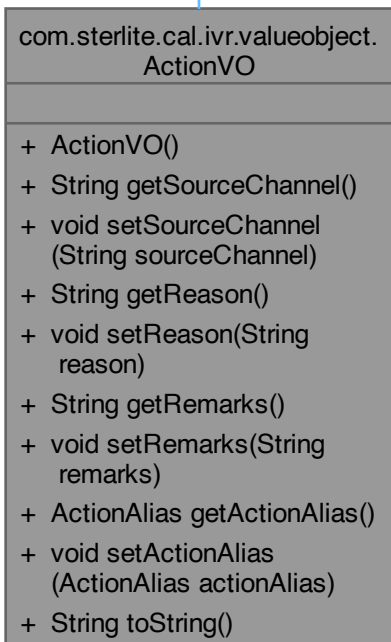 com.sterlite.cal.ivr.valueobject.
ActionVO
+ ActionVO()
+ String getSourceChannel()
+ void setSourceChannel
(String sourceChannel)
+ String getReason()
+ void setReason(String
reason)
+ String getRemarks()
+ void setRemarks(String
remarks)
+ ActionAlias getActionAlias()
+ void setActionAlias
(ActionAlias actionAlias)
+ String toString()